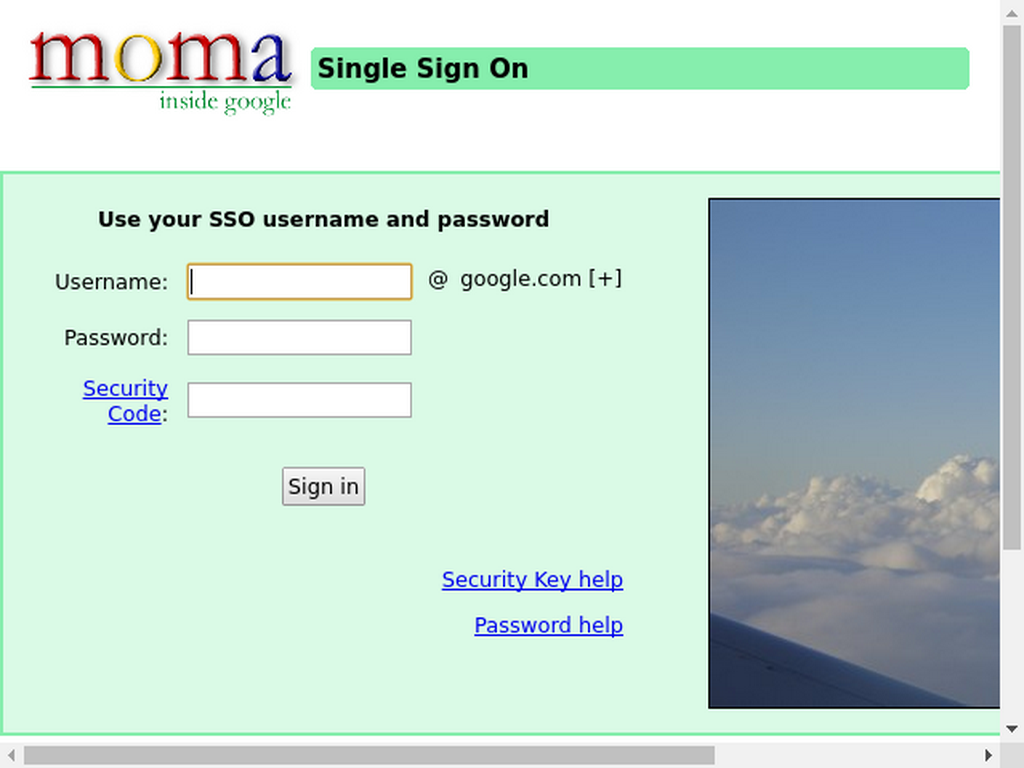 moma
inside google
Single Sign On
Use your SSO username and password
Username:
@ google.com [+]
Password:
Security
Code:
Sign in
Security Key help
Password help